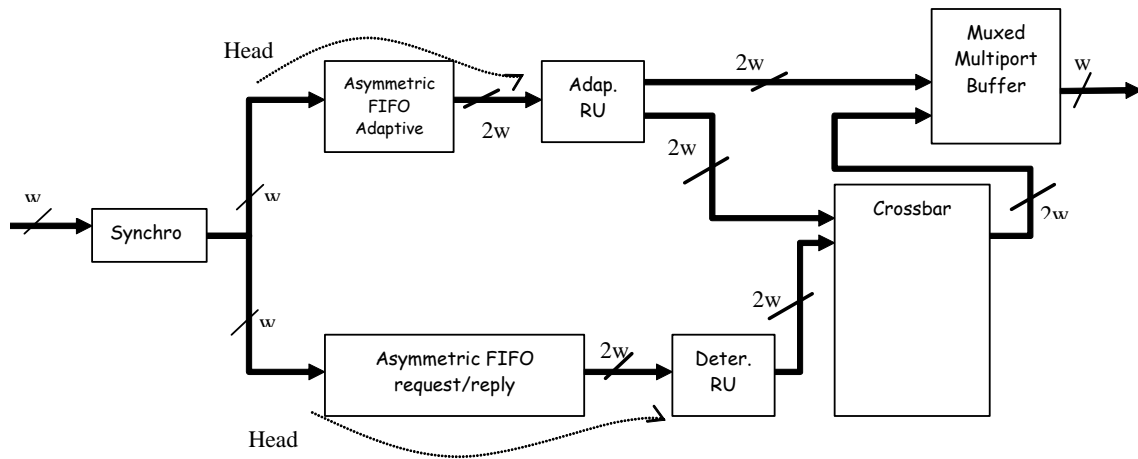 Head
Asymmetric
FIFO
Adaptive
2w
Adap.
RU
2w
Muxed
Multiport
Buffer
w
2w
w
Synchro
w
w
Crossbar
2w
2w
Asymmetric FIFO
request/reply
2w
Deter.
RU
Head